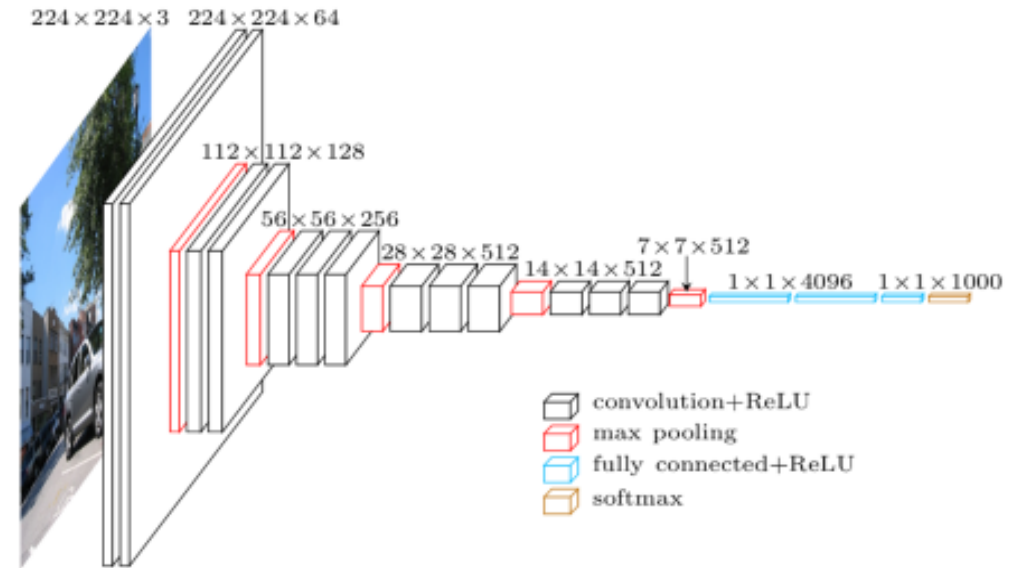 224×224×3
224×224×64
112×112×128
56×56×256
28×28×512
14×14×512
7×7×512
1×1×4096
1×1×1000
convolution+ReLU
max pooling
fully connected+ReLU
softmax